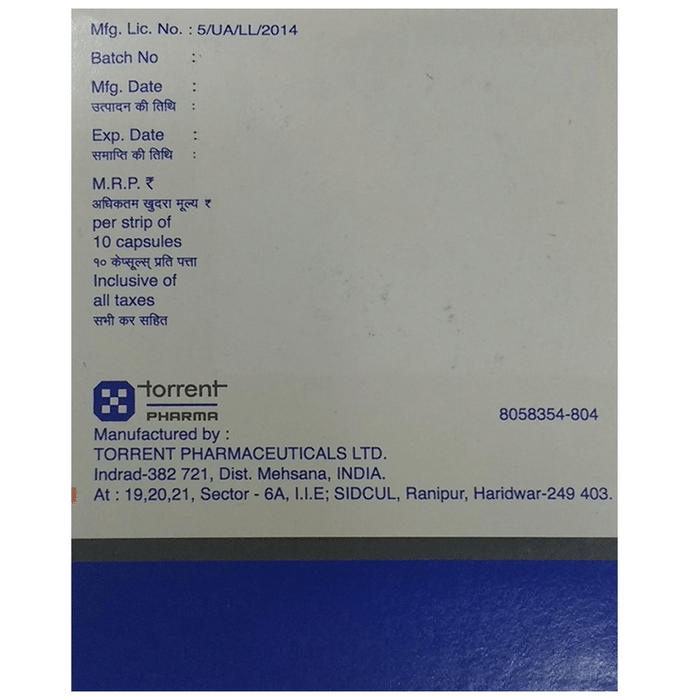 Mfg. Lic. No. : 5/UA/LL/2014
Batch No :
Mfg. Date :
उत्पादन की तिथि :
Exp. Date :
समाप्ति की तिथि :
M.R.P. ₹
अधिकतम खुदरा मूल्य ₹
per strip of
10 capsules
१० केप्सूल्स् प्रति पत्ता
Inclusive of
all taxes
सभी कर सहित
torrent
PHARMA
8058354-804
Manufactured by :
TORRENT PHARMACEUTICALS LTD.
Indrad-382 721, Dist. Mehsana, INDIA.
At : 19,20,21, Sector - 6A, I.I.E; SIDCUL, Ranipur, Haridwar-249 403.